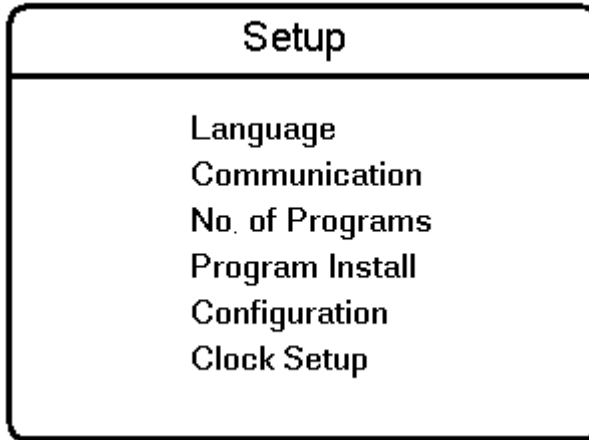 Setup
Language
Communication
No. of Programs
Program Install
Configuration
Clock Setup